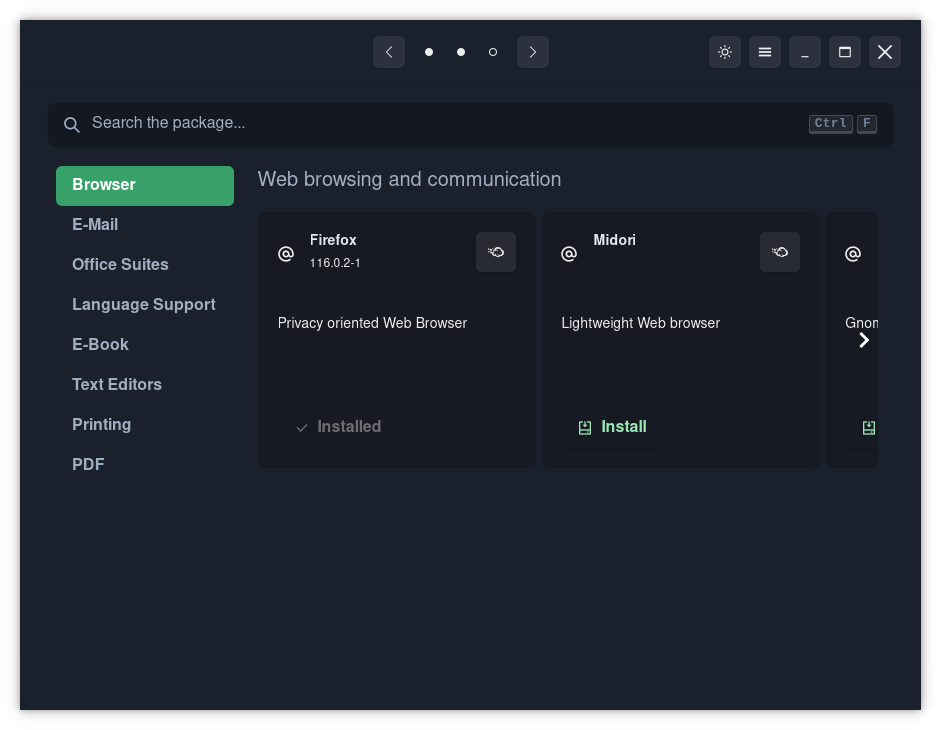 Search the package...
Ctrl F
Browser
E-Mail
Office Suites
Language Support
E-Book
Text Editors
Printing
PDF
Web browsing and communication
Firefox
116.0.2-1
Privacy oriented Web Browser
Installed
Midori
Lightweight Web browser
Install